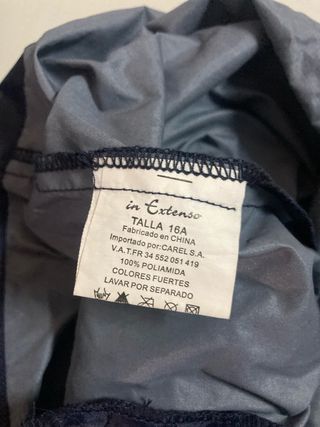 in Extenso
TALLA 16A
Fabricado en CHINA
Importado por:CAREL S.A.
V.A.T.FR 34 552 051 419
100% POLIAMIDA
COLORES FUERTES
LAVAR POR SEPARADO